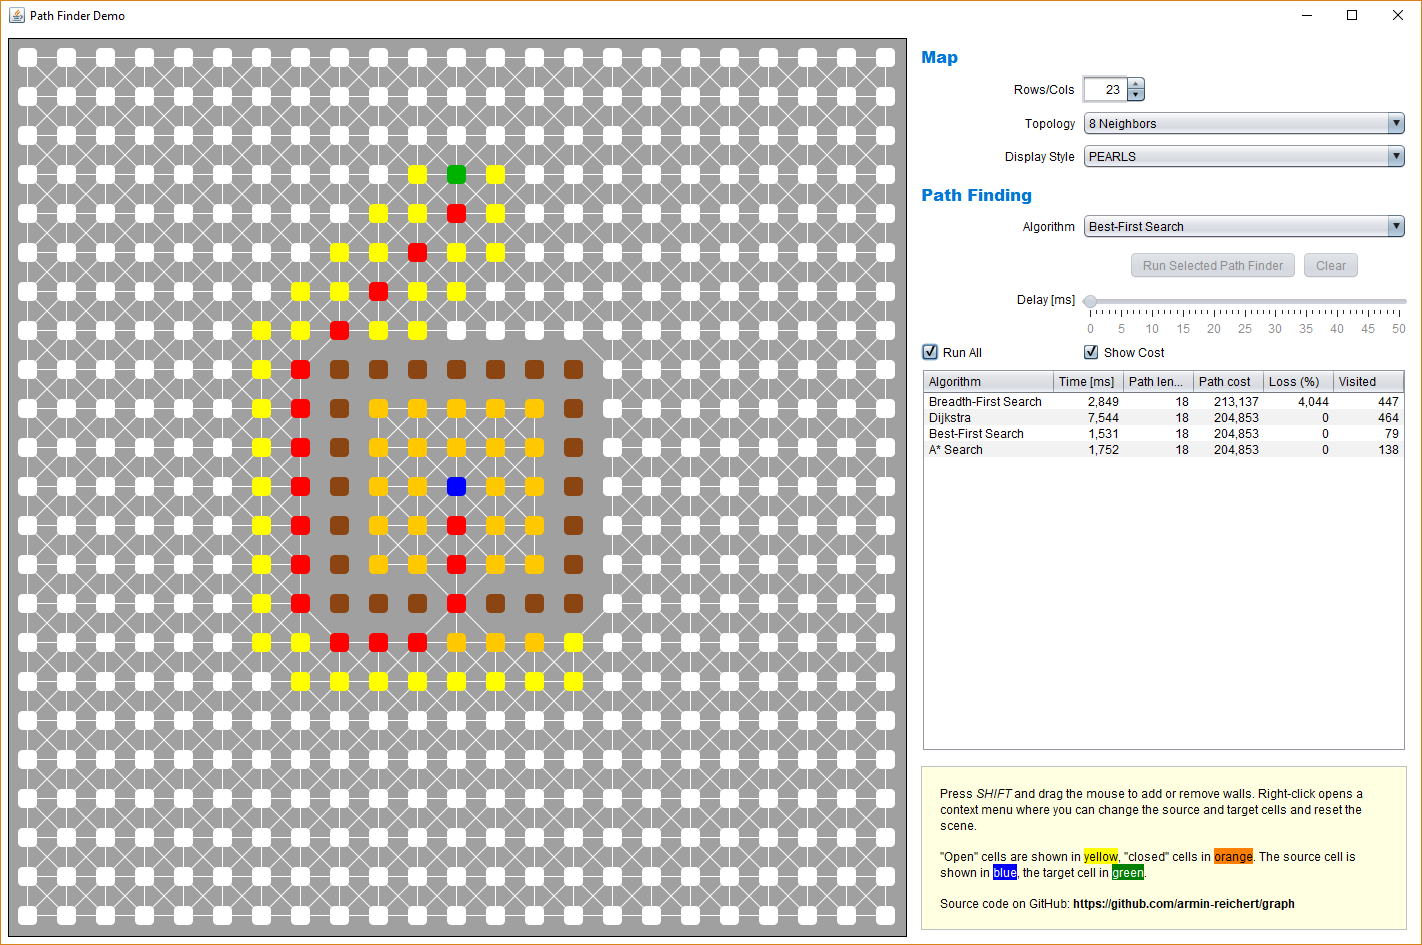 Path Finder Demo
Map
Rows/Cols 23
Topology 8 Neighbors
Display Style PEARLS
Path Finding
Algorithm Best-First Search
Run Selected Path Finder Clear
Delay [ms]
0 5 10 15 20 25 30 35 40 45 50
Run All Show Cost
Algorithm Time [ms] Path len... Path cost Loss (%) Visited
Breadth-First Search 2,849 18 213,137 4,044 447
Dijkstra 7,544 18 204,853 0 464
Best-First Search 1,531 18 204,853 0 79
A* Search 1,752 18 204,853 0 138
Press SHIFT and drag the mouse to add or remove walls. Right-click opens a
context menu where you can change the source and target cells and reset the
scene.
"Open" cells are shown in yellow, "closed" cells in orange. The source cell is
shown in blue, the target cell in green.
Source code on GitHub: https://github.com/armin-reichert/graph